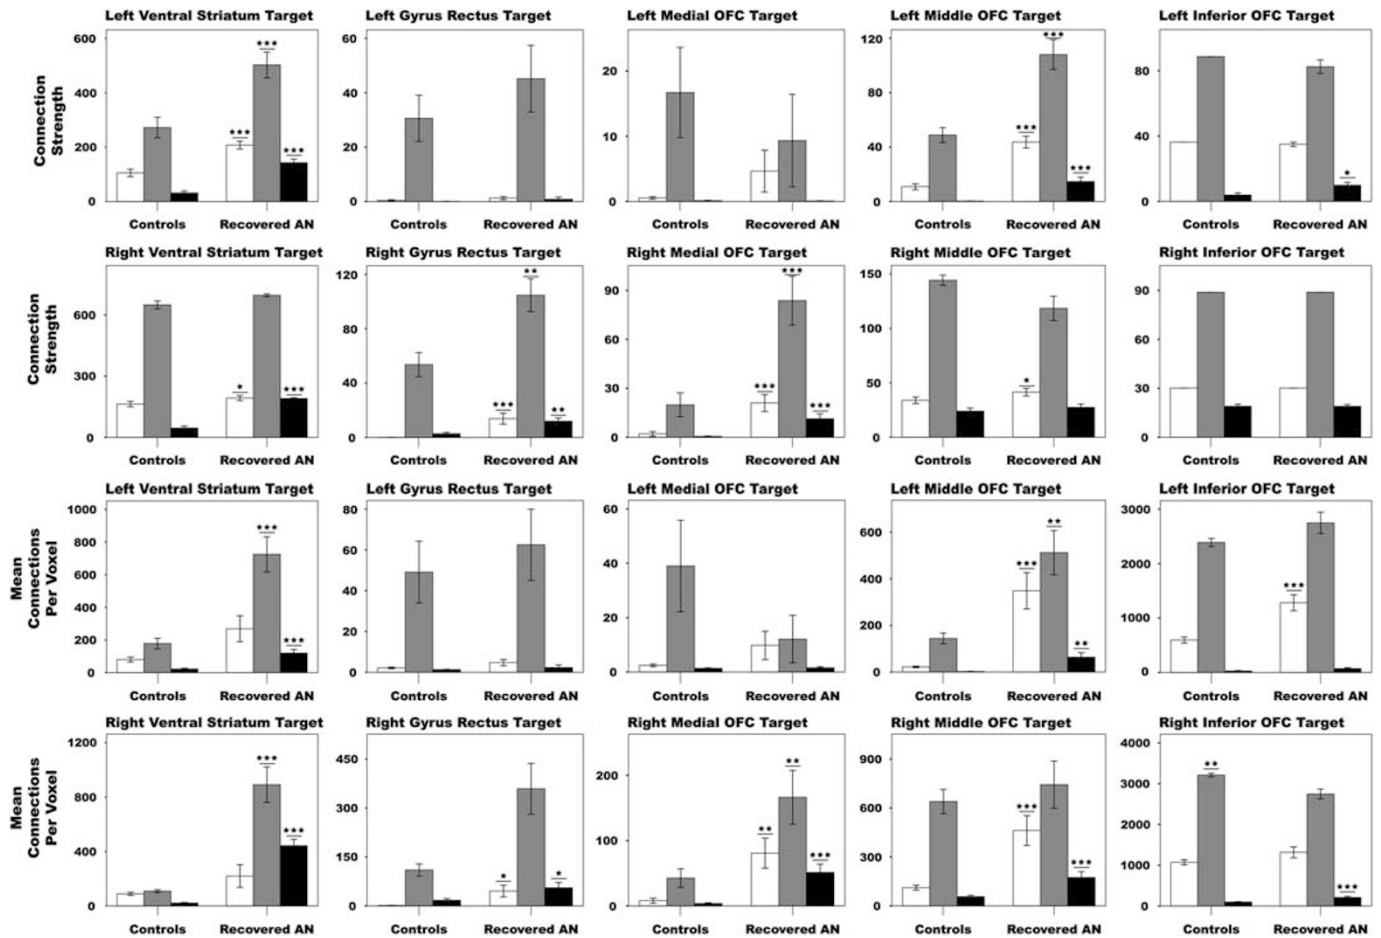 Left Ventral Striatum Target Left Gyrus Rectus Target Left Medial OFC Target Left Middle OFC Target Left Inferior OFC Target
Connection
Strength
600 400 200 0
60 40 20 0
20 10 0
120 80 40 0
80 40 0
*** *** *** *** *** *** *
Controls Recovered AN Controls Recovered AN Controls Recovered AN Controls Recovered AN Controls Recovered AN
Right Ventral Striatum Target Right Gyrus Rectus Target Right Medial OFC Target Right Middle OFC Target Right Inferior OFC Target
Connection
Strength
600 300 0
120 80 40 0
90 60 30 0
150 100 50 0
90 60 30 0
* *** *** ** ** *** *** *** *
Controls Recovered AN Controls Recovered AN Controls Recovered AN Controls Recovered AN Controls Recovered AN
Left Ventral Striatum Target Left Gyrus Rectus Target Left Medial OFC Target Left Middle OFC Target Left Inferior OFC Target
Mean
Connections
Per Voxel
1000 800 600 400 200 0
80 60 40 20 0
60 40 20 0
600 400 200 0
3000 2000 1000 0
*** *** *** ** ** ***
Controls Recovered AN Controls Recovered AN Controls Recovered AN Controls Recovered AN Controls Recovered AN
Right Ventral Striatum Target Right Gyrus Rectus Target Right Medial OFC Target Right Middle OFC Target Right Inferior OFC Target
Mean
Connections
Per Voxel
1200 800 400 0
450 300 150 0
200 100 0
900 600 300 0
4000 3000 2000 1000 0
*** *** * * ** ** *** *** *** ** ***
Controls Recovered AN Controls Recovered AN Controls Recovered AN Controls Recovered AN Controls Recovered AN